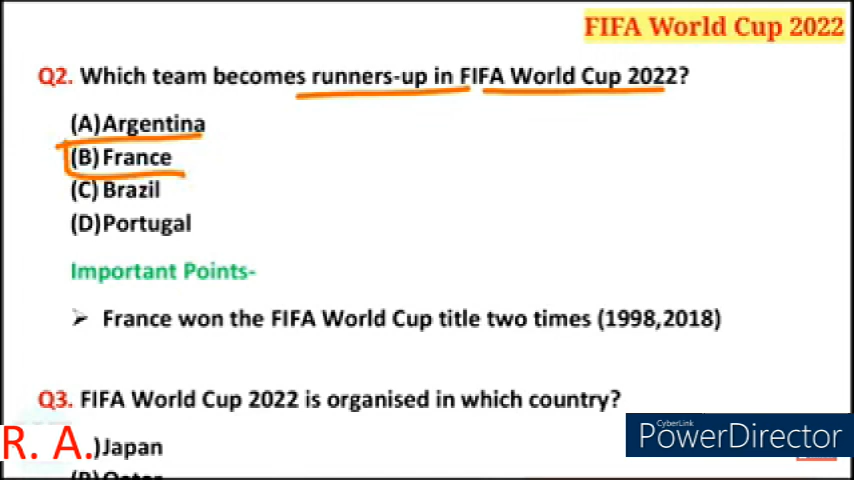 FIFA World Cup 2022
Q2. Which team becomes runners-up in FIFA World Cup 2022?
(A) Argentina
(B) France
(C) Brazil
(D) Portugal
Important Points-
➢ France won the FIFA World Cup title two times (1998,2018)
Q3. FIFA World Cup 2022 is organised in which country?
R. A. )Japan
CyberLink
PowerDirector